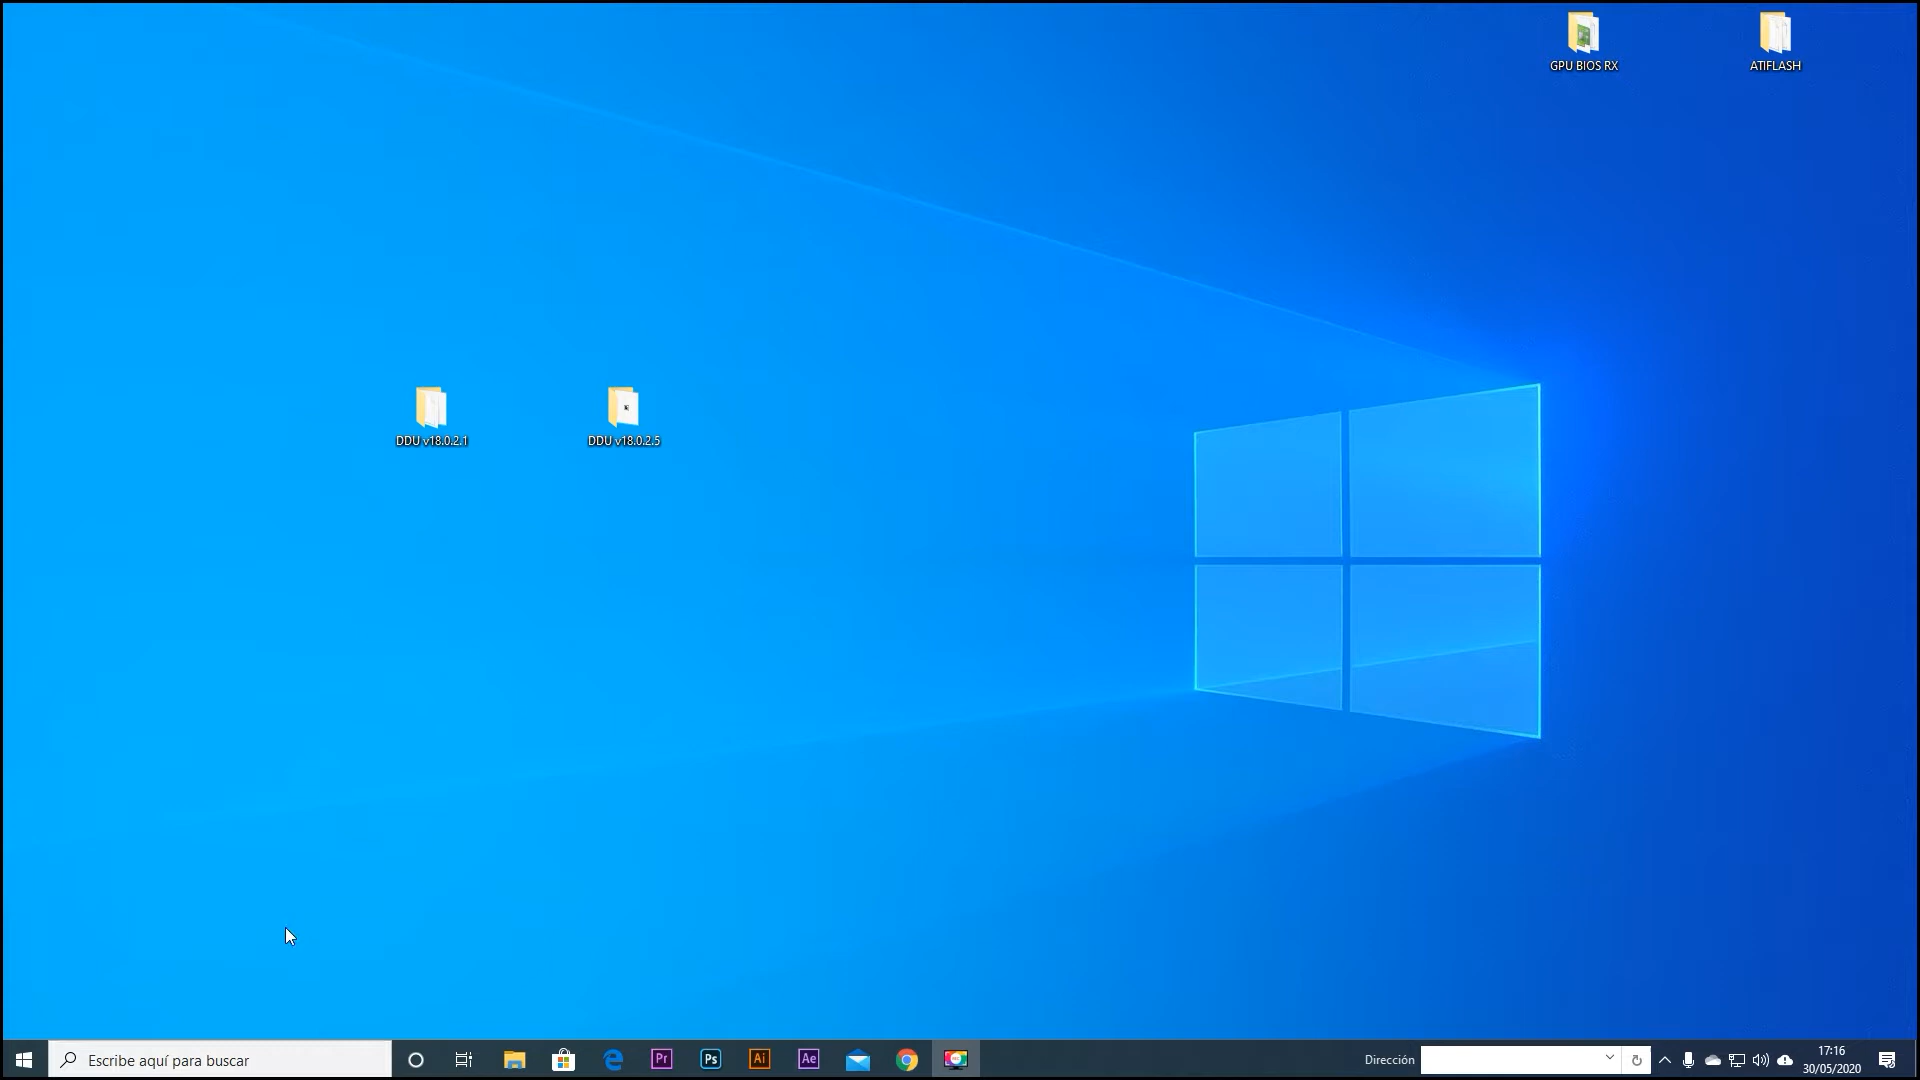 GPU BIOS RX
ATIFLASH
DDU v18.0.2.1
DDU v18.0.2.5
Escribe aquí para buscar
Pr
Ps
Ai
Ae
Dirección
17:16
30/05/2020